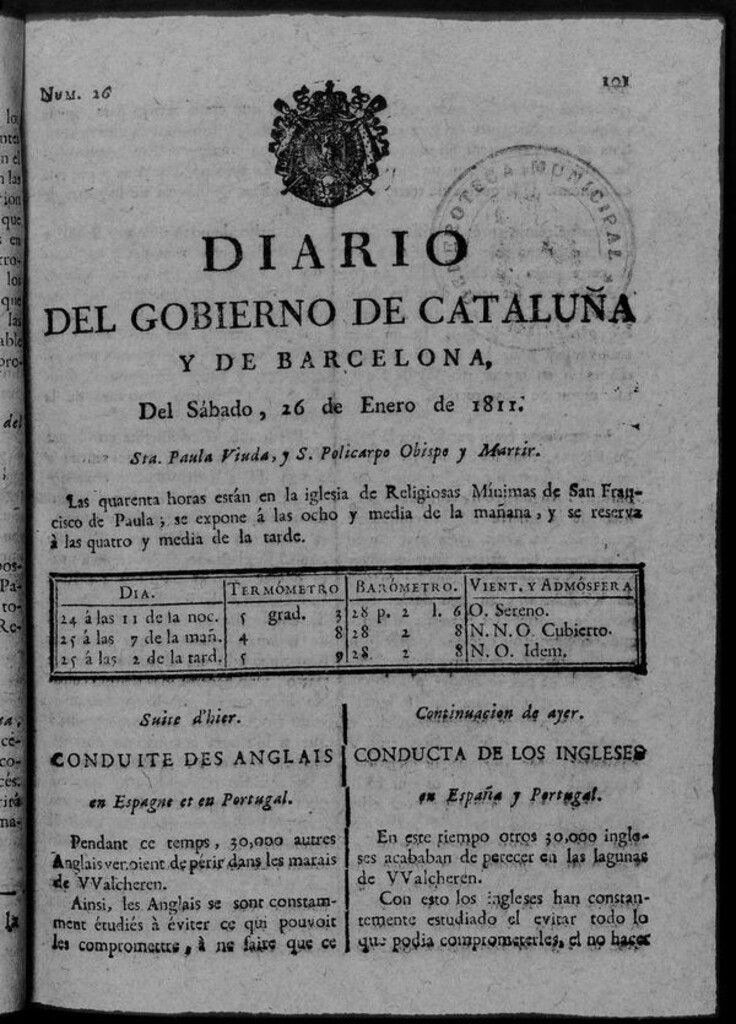 NUM. 26
101
HEMEROTECA MUNICIPAL
DIARIO
DEL GOBIERNO DE CATALUÑA
Y DE BARCELONA,
Del Sábado, 26 de Enero de 1811.
Sta. Paula Viuda, y S. Policarpo Obispo y Martir.
Las quarenta horas están en la iglesia de Religiosas Mínimas de San Fran-
cisco de Paula; se expone á las ocho y media de la mañana, y se reserva
à las quatro y media de la tarde.
DIA. TERMÓMETRO BARÓMETRO. VIENT. Y ADMÓSFERA
24 á las 11 de la noc. 5 grad. 3 28 p. 2 l. 6 O. Sereno.
25 á las 7 de la mañ. 4 8 28 2 8 N. N. O. Cubierto.
25 á las 2 de la tard. 5 9 28. 2 8 N. O. Idem.
Suite d'hier.
CONDUITE DES ANGLAIS
en Espagne et en Portugal.
Pendant ce temps, 30,000 autres
Anglais venoient de périr dans les marais
de VValcheren.
Ainsi, les Anglais se sont constam-
ment étudiés à éviter ce qui pouvoit
les compromettre, à ne faire que ce
Continuacion de ayer.
CONDUCTA DE LOS INGLESES
en España y Portugal.
En este tiempo otros 30,000 ingle-
ses acababan de perecer en las lagunas
de VValcheren.
Con esto los ingleses han constan-
temente estudiado el evitar todo lo
que podia comprometerles, el no hacer